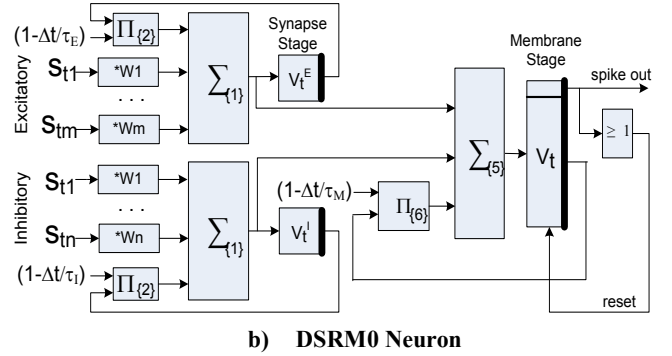 (1-Δt/τE)
Π{2}
Excitatory
St1
*W1
. . .
. . .
Stm
*Wm
∑{1}
Synapse
Stage
VtE
Inhibitory
St1
*W1
. . .
. . .
Stn
*Wn
(1-Δt/τI)
Π{2}
∑{1}
VtI
(1-Δt/τM)
Π{6}
∑{5}
Membrane
Stage
Vt
spike out
≥ 1
reset
b) DSRM0 Neuron